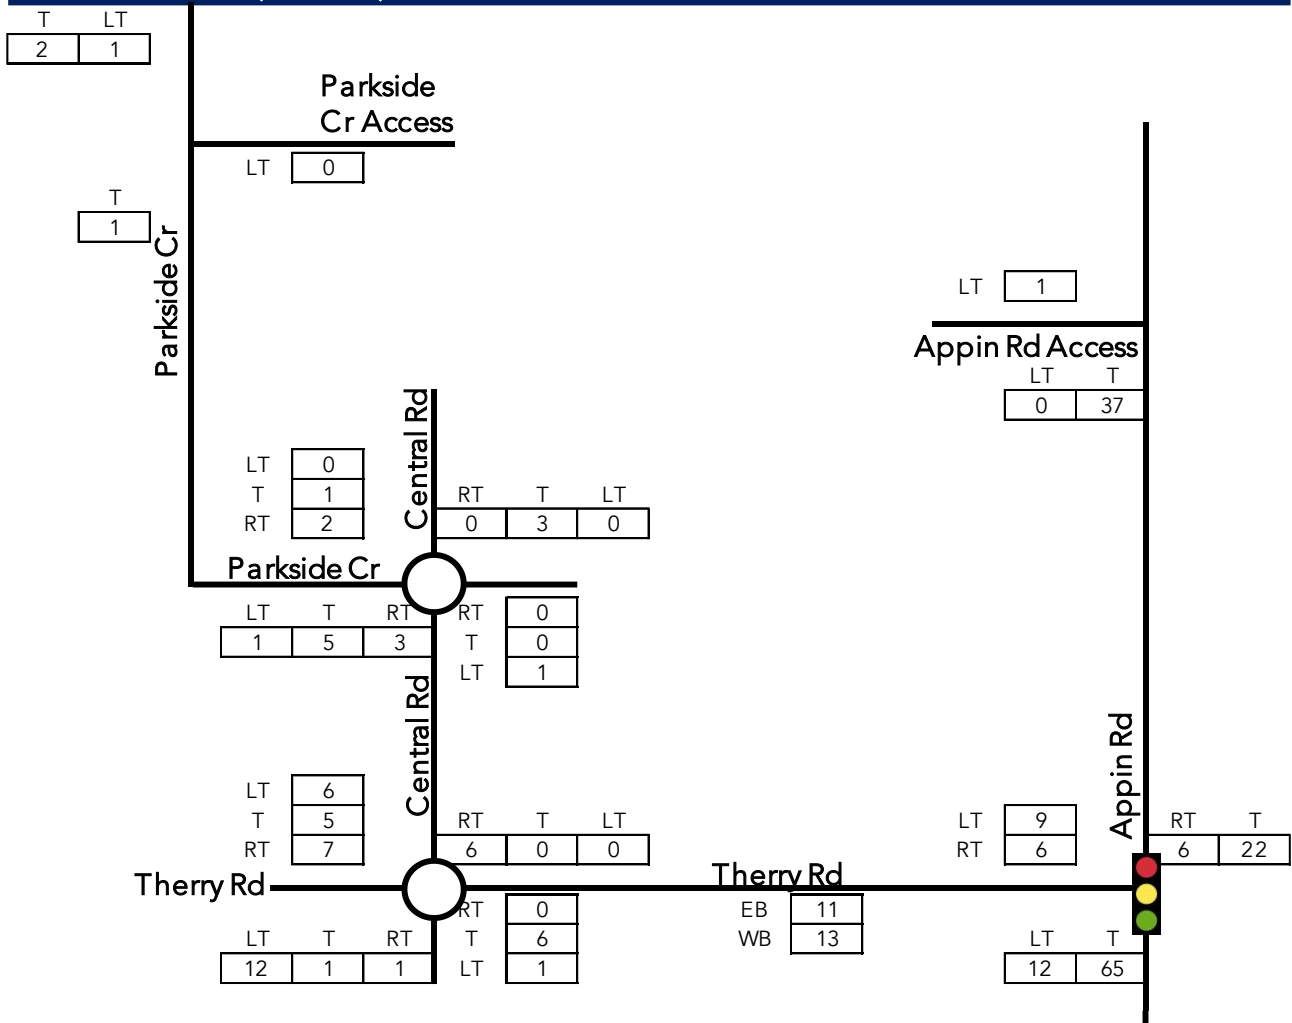 T LT
2 1
Parkside
Cr Access
LT 0
T
1
Parkside Cr
LT 1
Appin Rd Access
LT T
0 37
Central Rd
LT 0
T 1
RT 2
RT T LT
0 3 0
Parkside Cr
LT T RT
1 5 3
RT 0
T 0
LT 1
Central Rd
LT 6
T 5
RT 7
RT T LT
6 0 0
Therry Rd
LT T RT
12 1 1
RT 0
T 6
LT 1
Therry Rd
EB 11
WB 13
Appin Rd
LT 9
RT 6
RT T
6 22
LT T
12 65